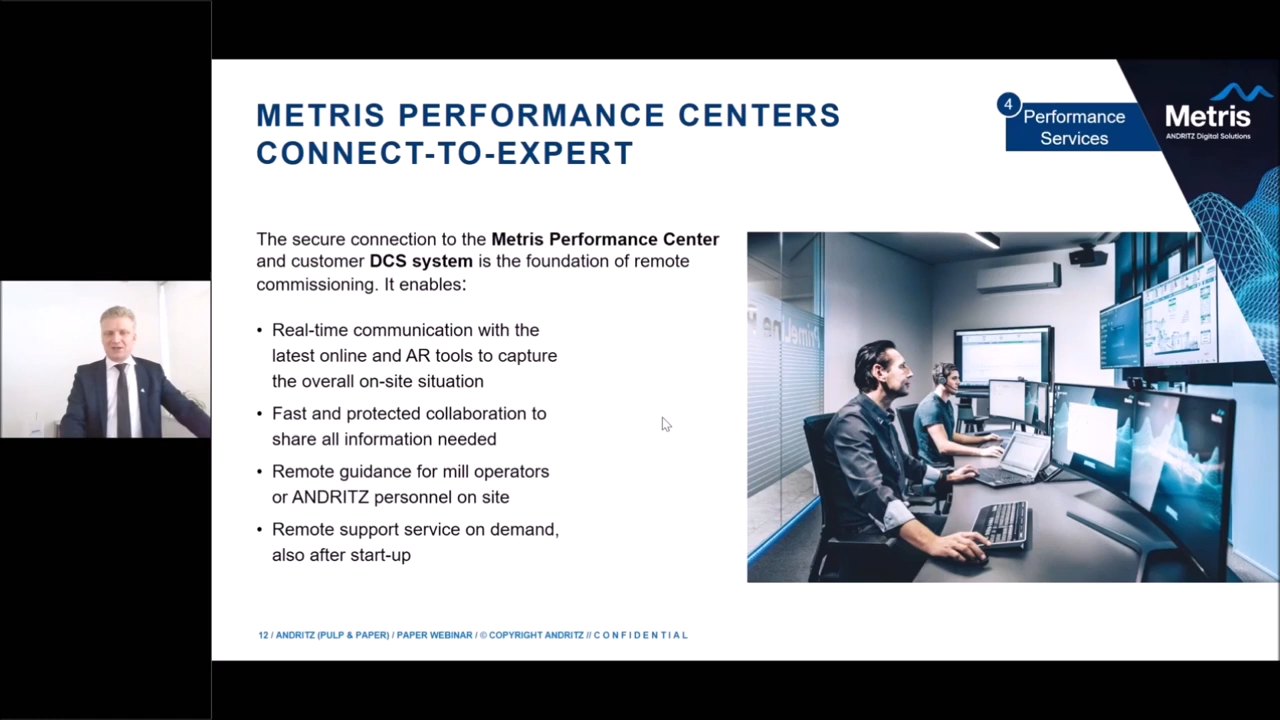 METRIS PERFORMANCE CENTERS
CONNECT-TO-EXPERT
4
Performance
Services
Metris
ANDRITZ Digital Solutions
The secure connection to the Metris Performance Center
and customer DCS system is the foundation of remote
commissioning. It enables:
• Real-time communication with the
latest online and AR tools to capture
the overall on-site situation
• Fast and protected collaboration to
share all information needed
• Remote guidance for mill operators
or ANDRITZ personnel on site
• Remote support service on demand,
also after start-up
12 / ANDRITZ (PULP & PAPER) / PAPER WEBINAR / © COPYRIGHT ANDRITZ // C O N F I D E N T I A L